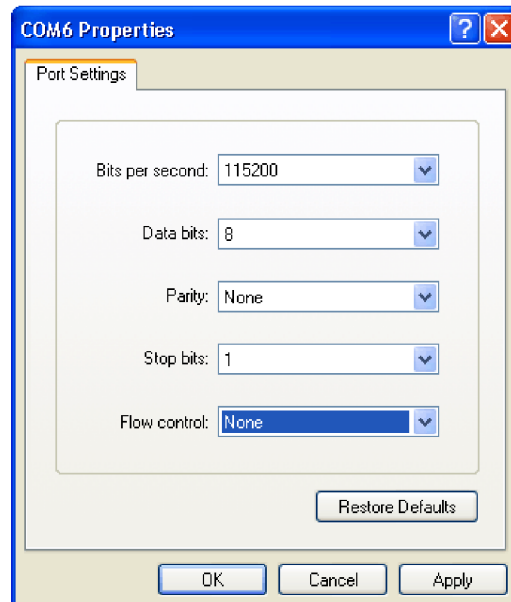 COM6 Properties
Port Settings
Bits per second: 115200
Data bits: 8
Parity: None
Stop bits: 1
Flow control: None
Restore Defaults
OK Cancel Apply